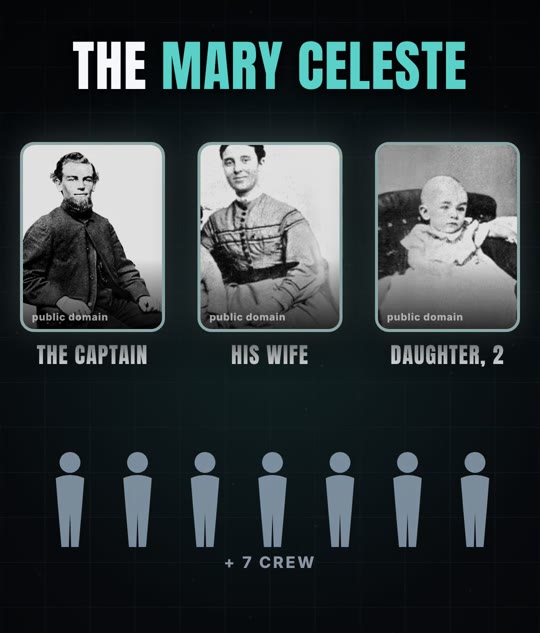 THE MARY CELESTE
public domain
public domain
public domain
THE CAPTAIN
HIS WIFE
DAUGHTER, 2
+ 7 CREW